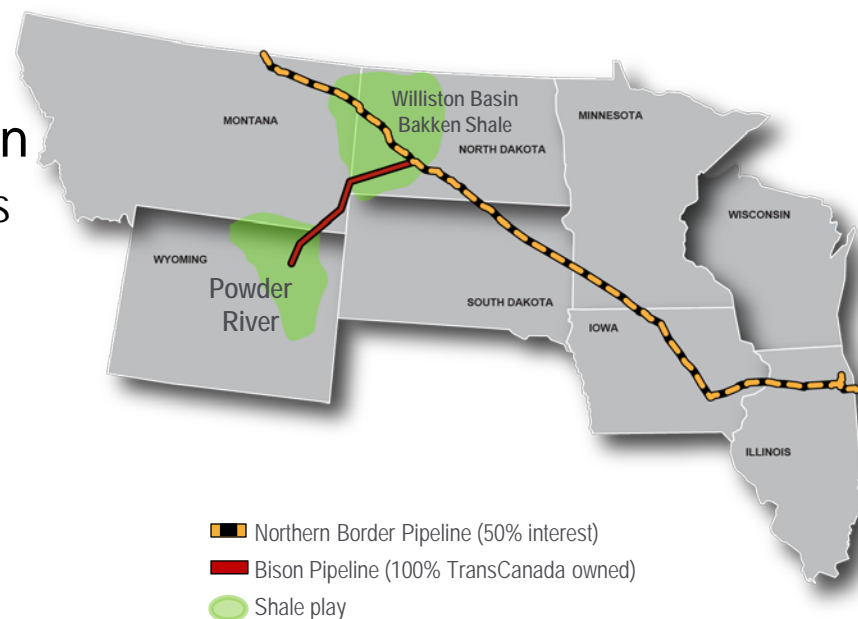 n
s
Williston Basin
Bakken Shale
MONTANA
MINNESOTA
NORTH DAKOTA
WISCONSIN
WYOMING
Powder
River
SOUTH DAKOTA
IOWA
ILLINOIS
Northern Border Pipeline (50% interest)
Bison Pipeline (100% TransCanada owned)
Shale play